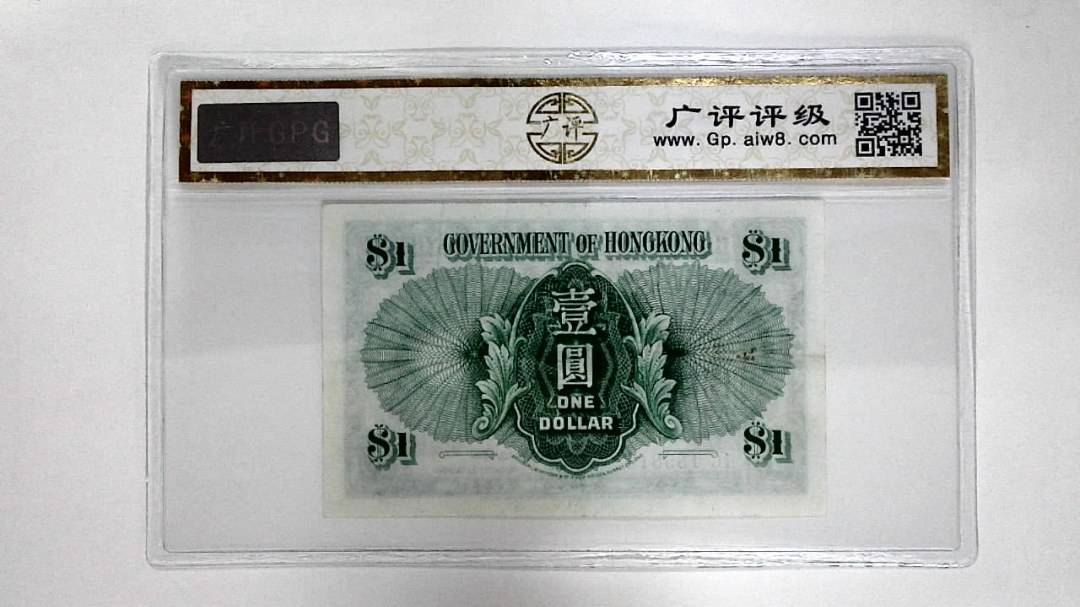 广评GPG
广评
广评评级
www. Gp. aiw8. com
$1 GOVERNMENT OF HONGKONG $1
壹
圓
ONE
DOLLAR
$1 $1